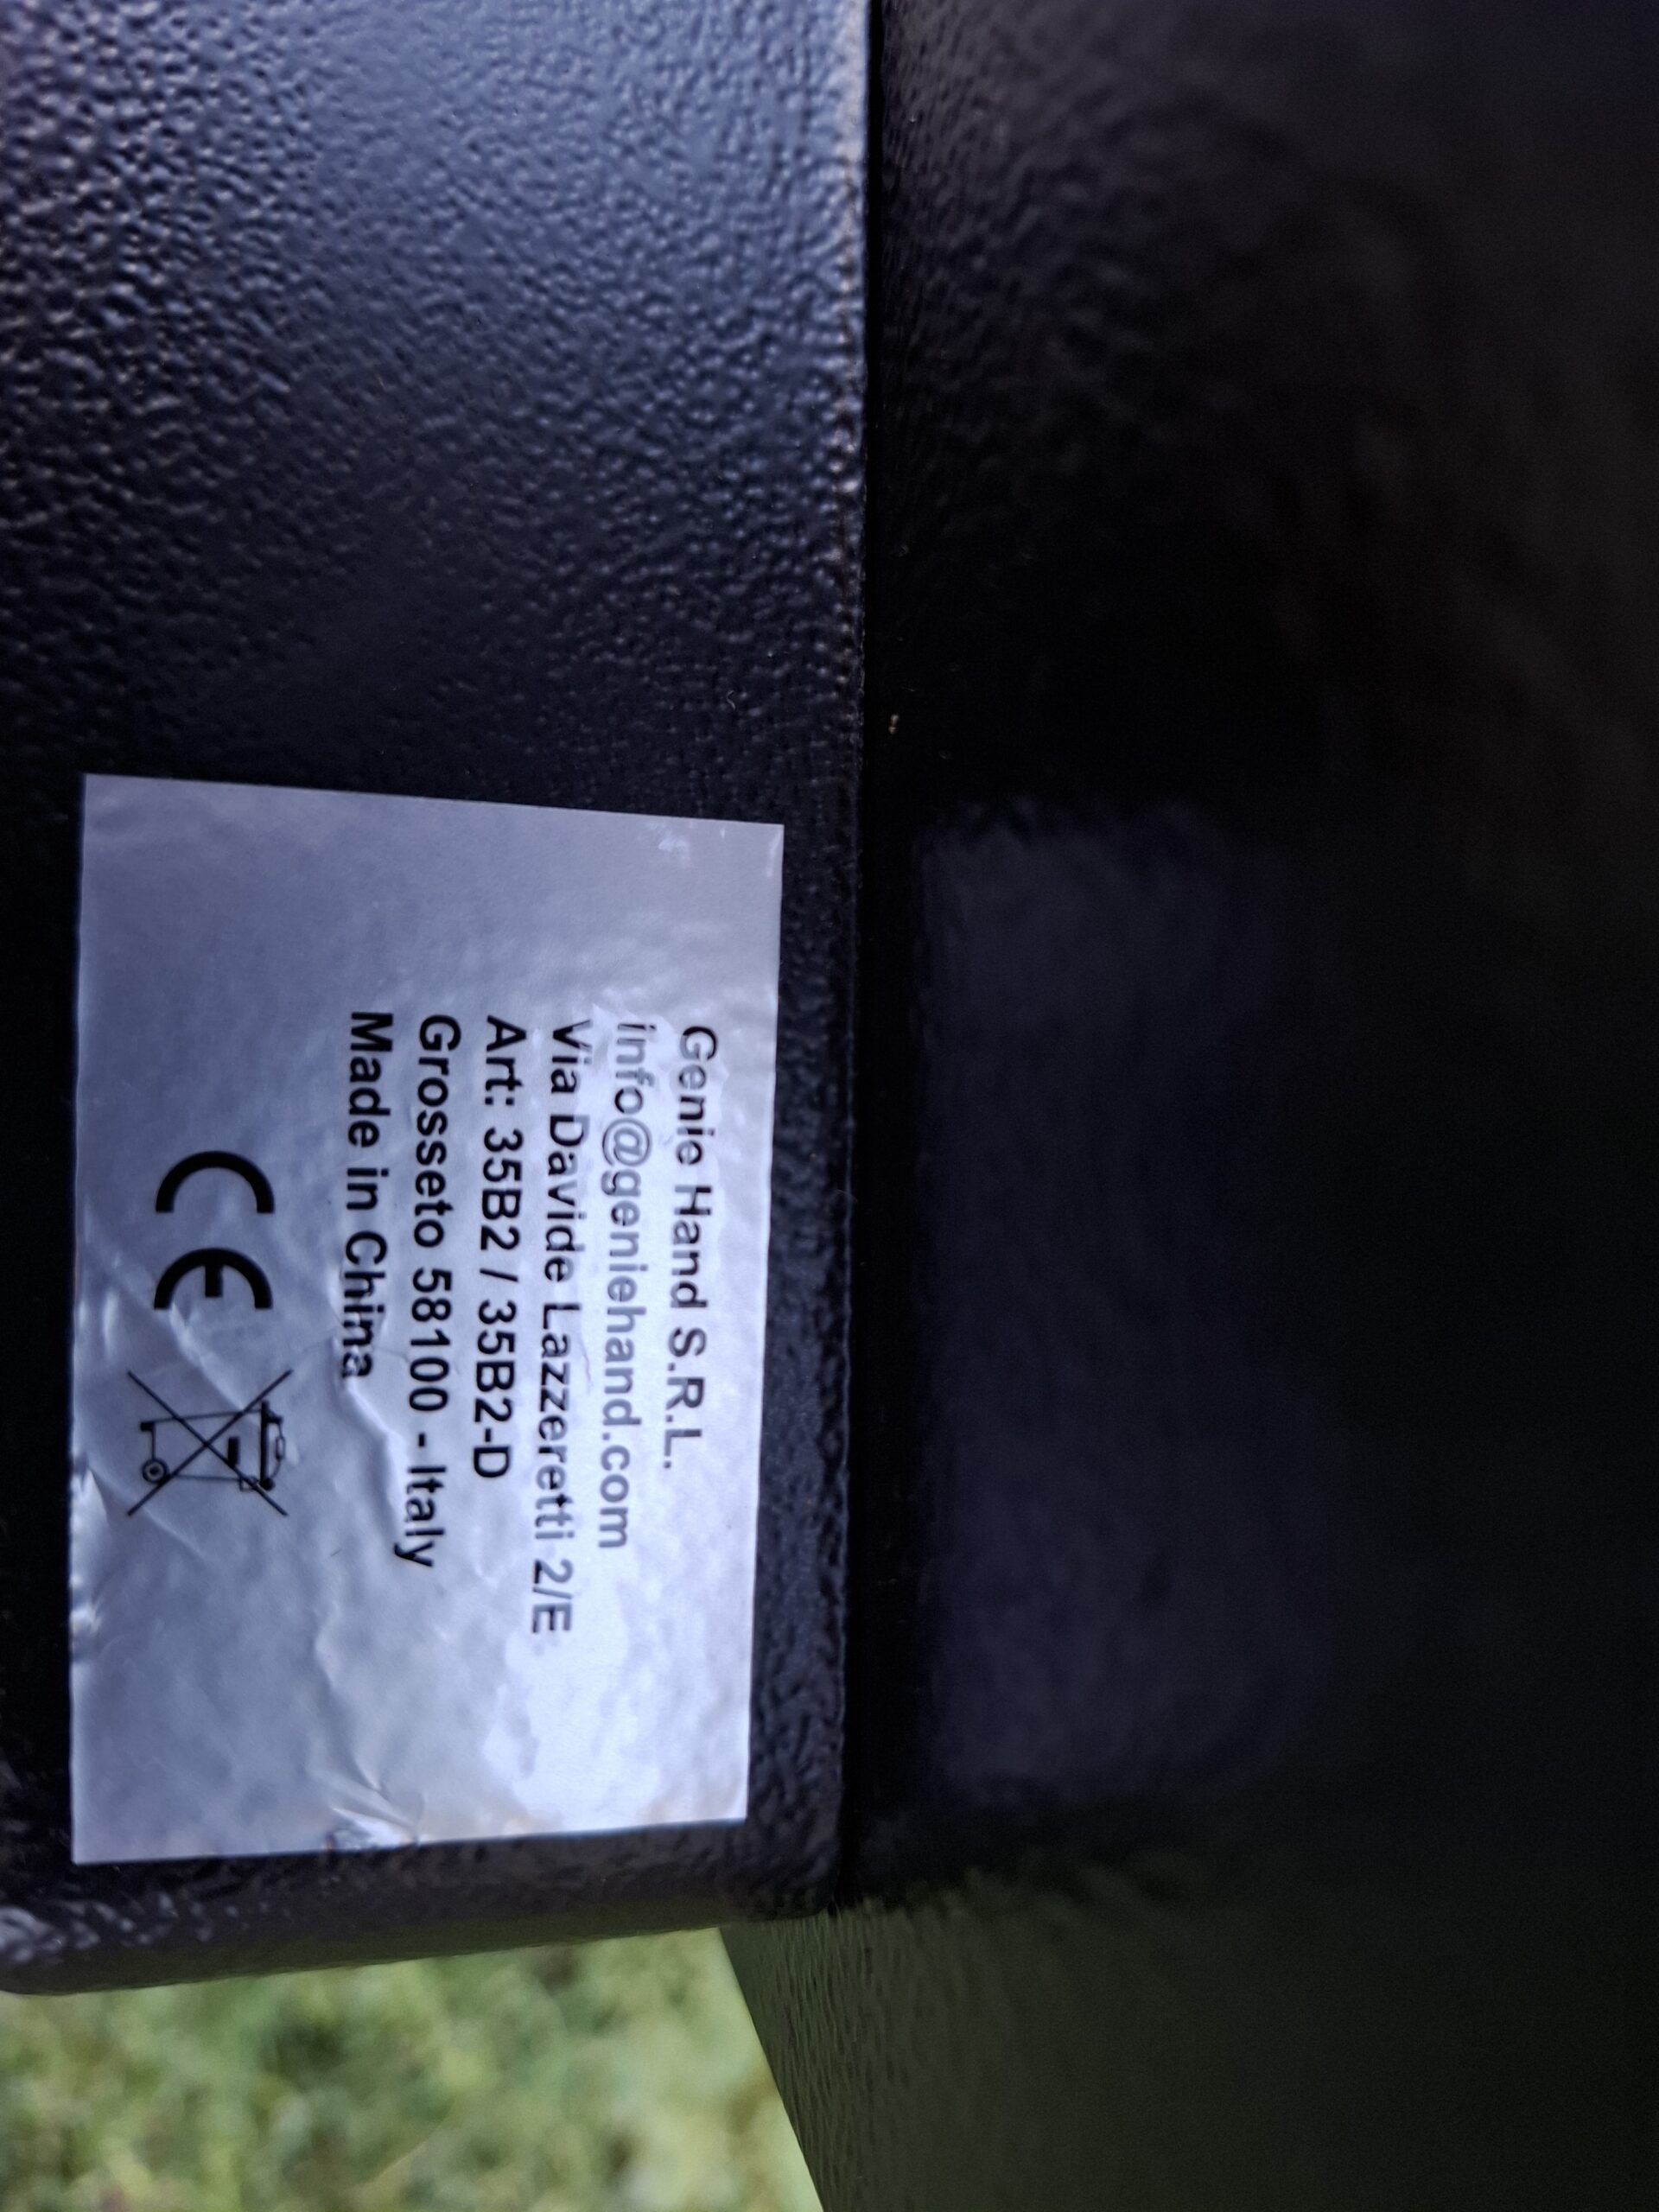 Genie Hand S.R.L.
info@geniehand.com
Via Davide Lazzeretti 2/E
Art: 35B2 / 35B2-D
Grosseto 58100 - Italy
Made in China
CE